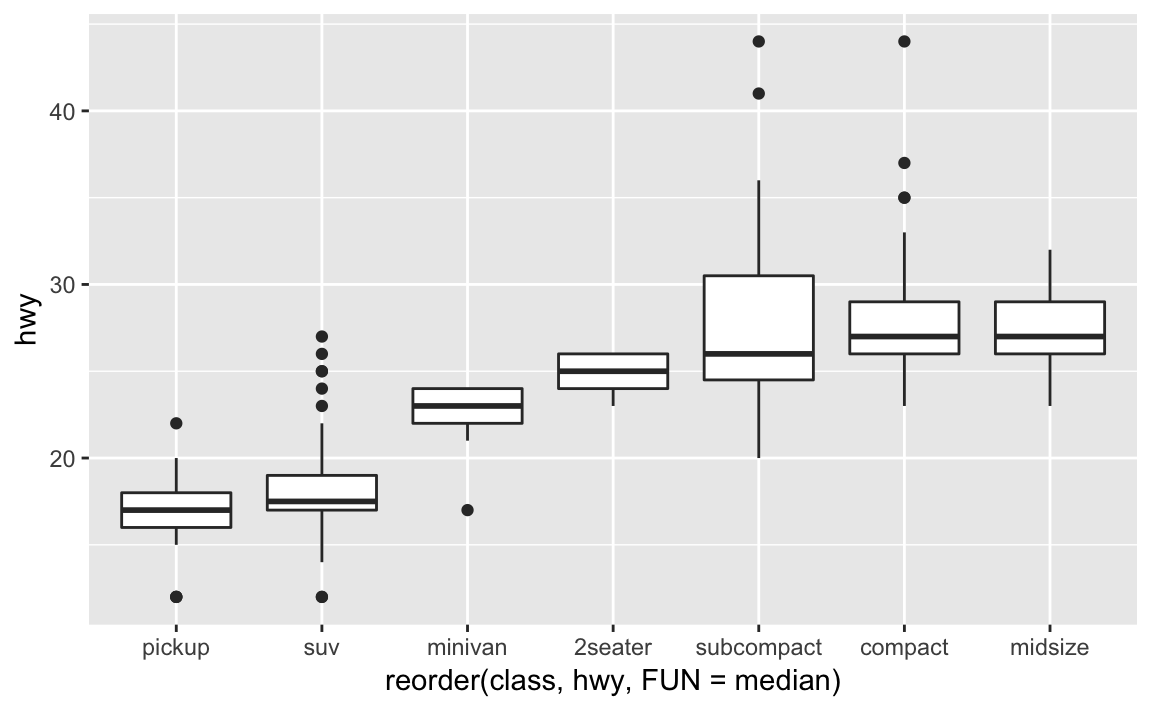 hwy
40
30
20
pickup suv minivan 2seater subcompact compact midsize
reorder(class, hwy, FUN = median)